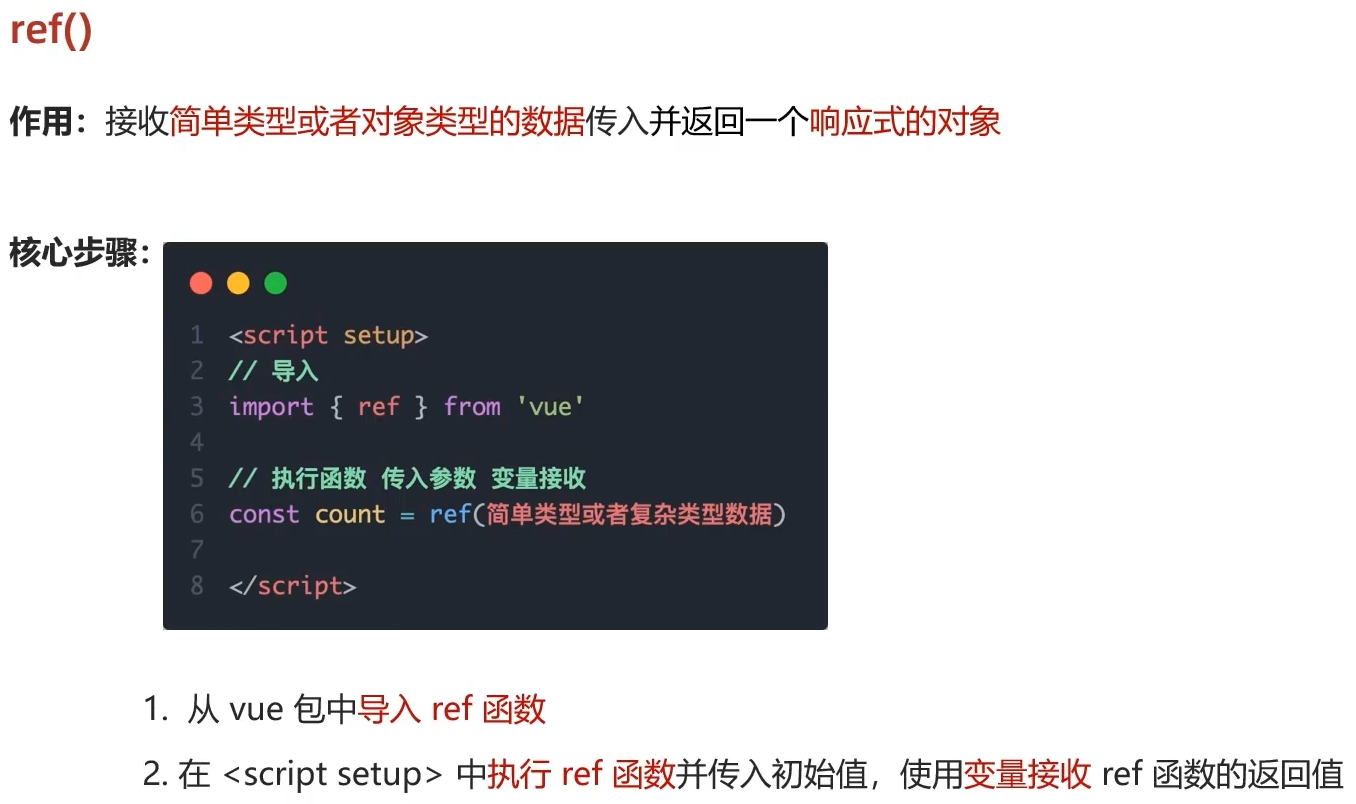 ref()
作用：接收简单类型或者对象类型的数据传入并返回一个响应式的对象
核心步骤：
1 <script setup>
2 // 导入
3 import { ref } from 'vue'
4
5 // 执行函数 传入参数 变量接收
6 const count = ref(简单类型或者复杂类型数据)
7
8 </script>
1. 从 vue 包中导入 ref 函数
2. 在 <script setup> 中执行 ref 函数并传入初始值，使用变量接收 ref 函数的返回值